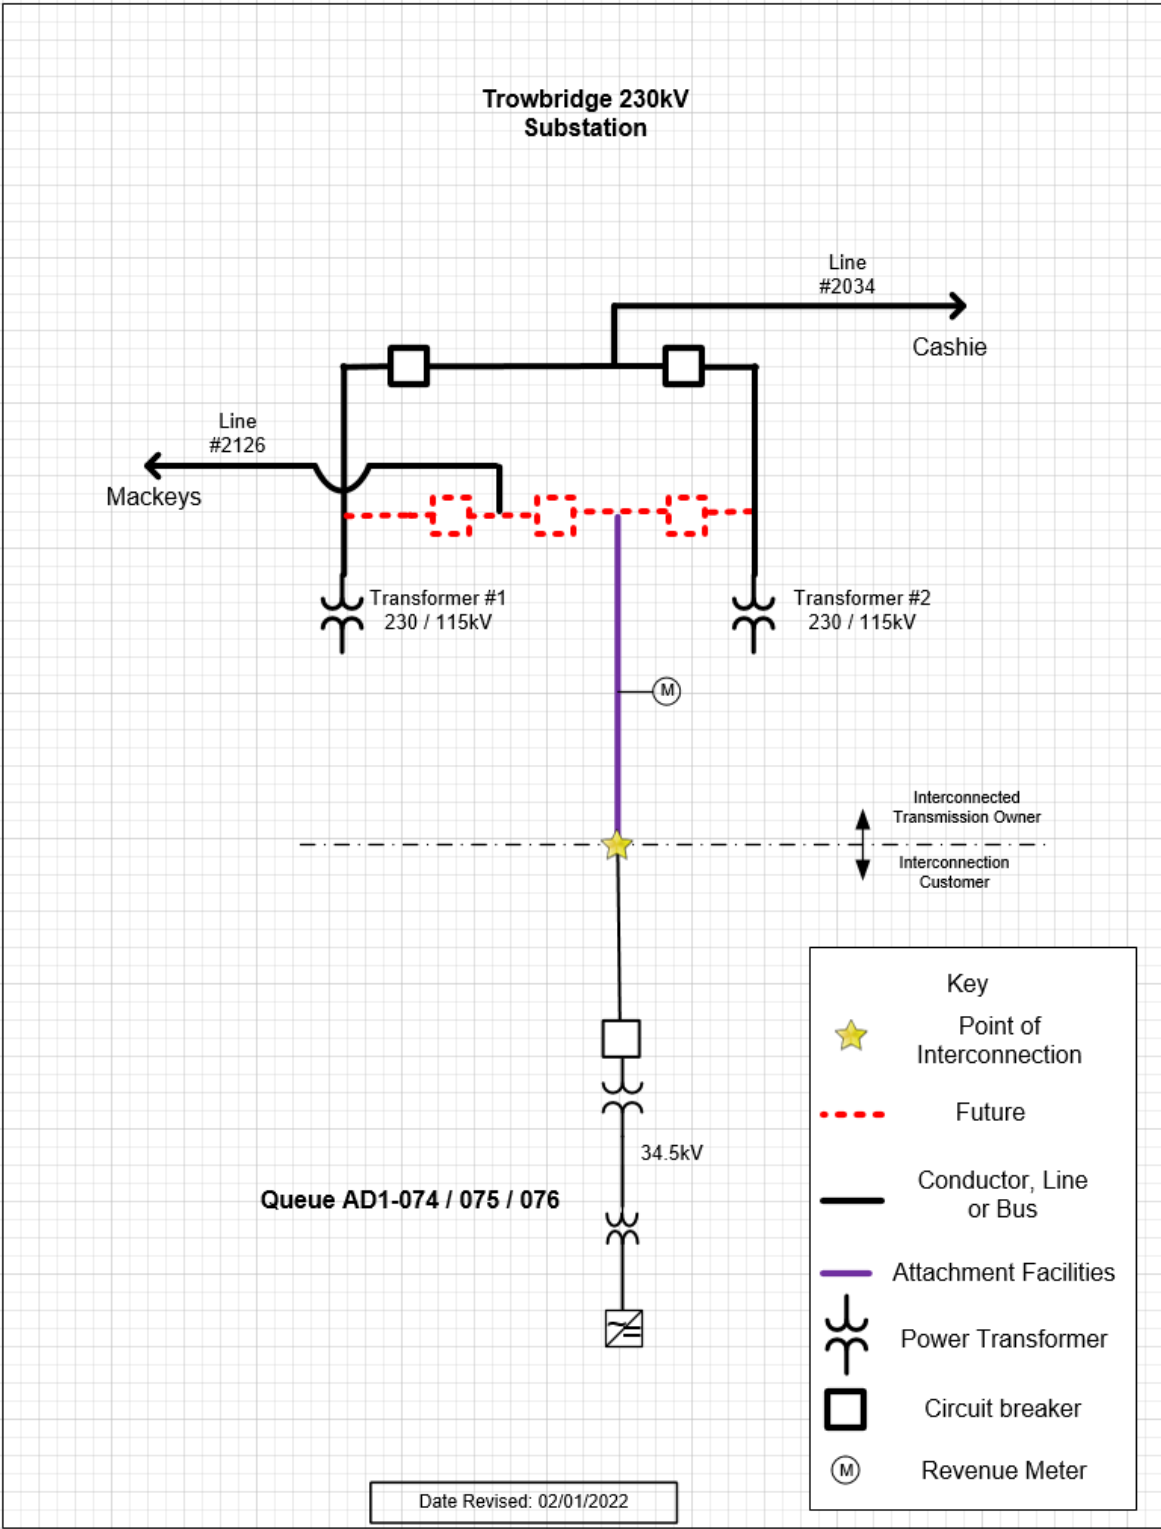 Trowbridge 230kV
Substation
Line
#2034
Cashie
Line
#2126
Mackeys
Transformer #1
230 / 115kV
Transformer #2
230 / 115kV
M
Interconnected
Transmission Owner
Interconnection
Customer
34.5kV
Queue AD1-074 / 075 / 076
Key
Point of
Interconnection
Future
Conductor, Line
or Bus
Attachment Facilities
Power Transformer
Circuit breaker
M
Revenue Meter
Date Revised: 02/01/2022